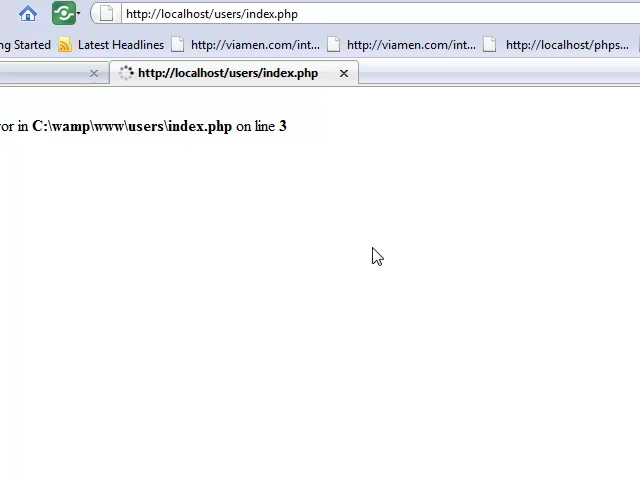 http://localhost/users/index.php
ng Started Latest Headlines http://viamen.com/int... http://viamen.com/int... http://localhost/phps...
http://localhost/users/index.php
or in C:\wamp\www\users\index.php on line 3